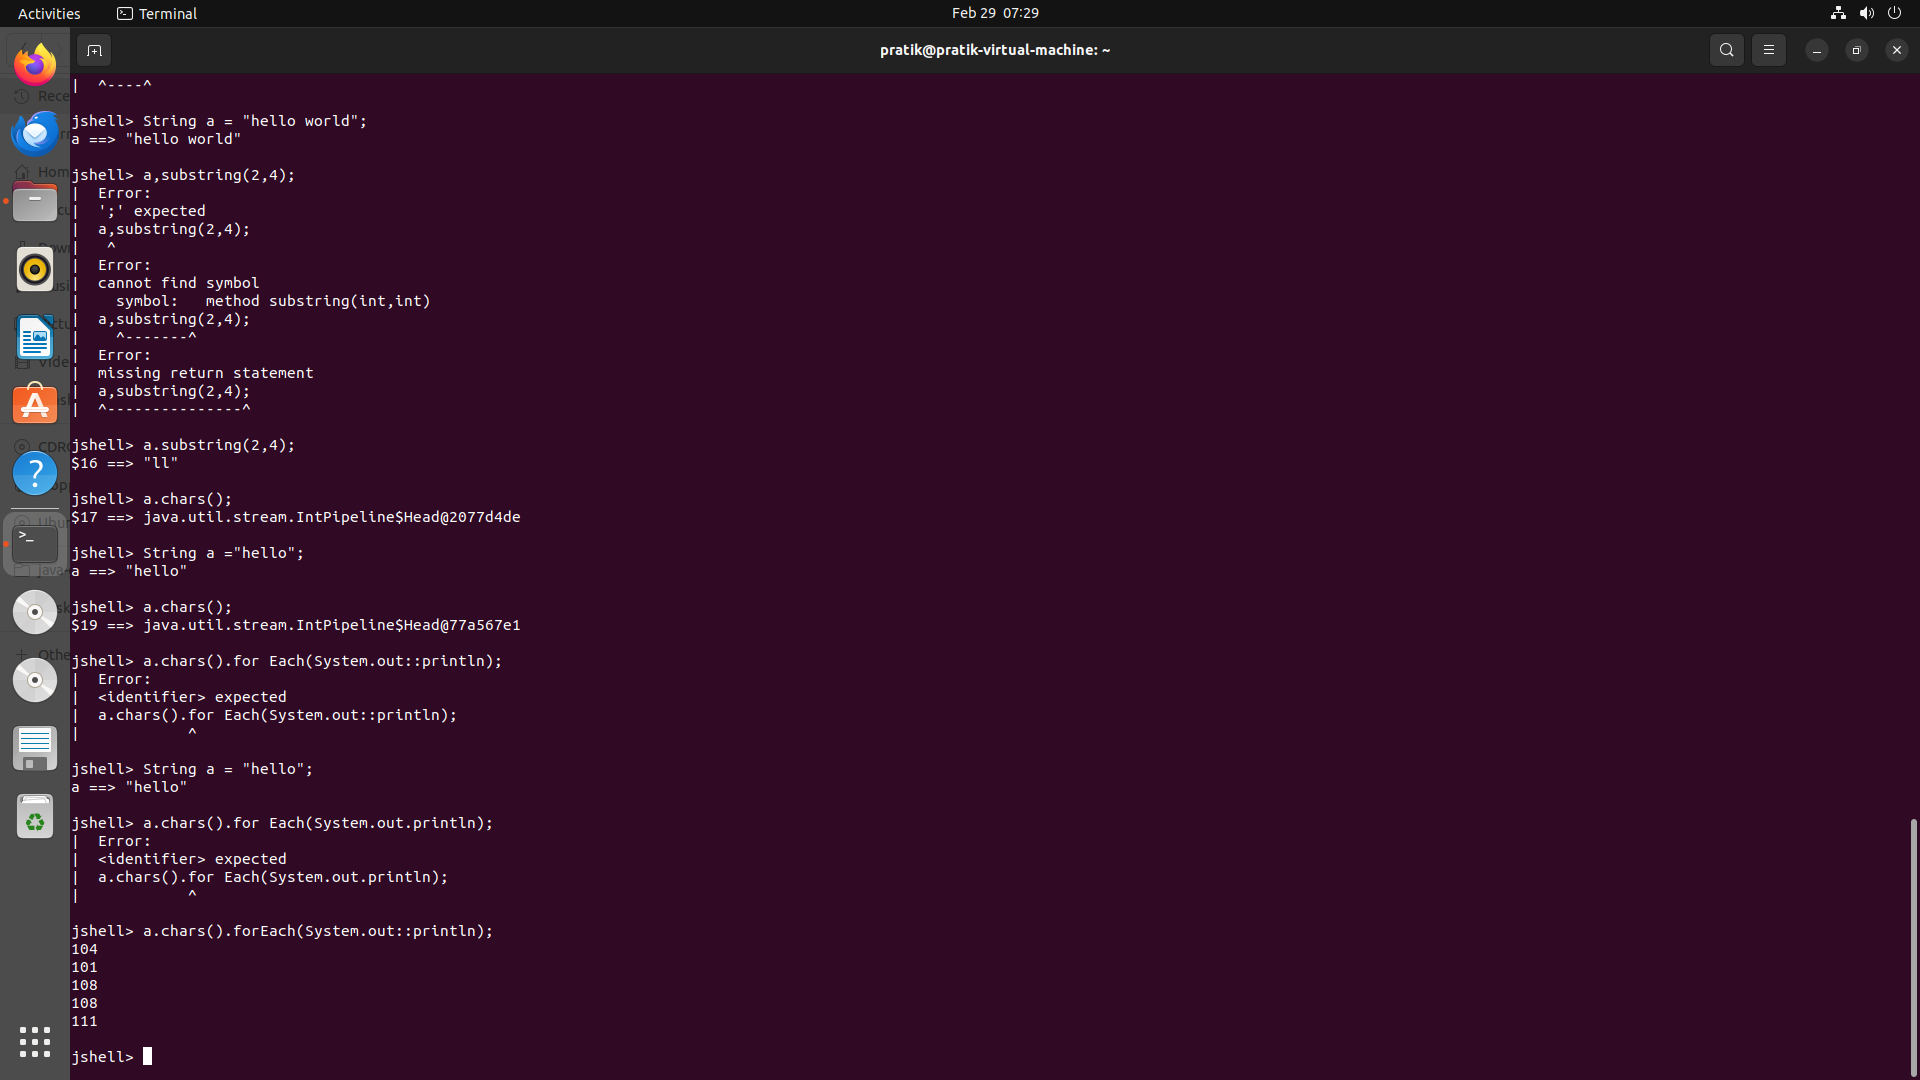 Activities
Terminal
Feb 29 07:29
pratik@pratik-virtual-machine: ~
|  ^----^
jshell> String a = "hello world";
a ==> "hello world"
jshell> a,substring(2,4);
|  Error:
|  ';' expected
|  a,substring(2,4);
|   ^
|  Error:
|  cannot find symbol
|    symbol:   method substring(int,int)
|  a,substring(2,4);
|    ^-------^
|  Error:
|  missing return statement
|  a,substring(2,4);
|  ^---------------^
jshell> a.substring(2,4);
$16 ==> "ll"
jshell> a.chars();
$17 ==> java.util.stream.IntPipeline$Head@2077d4de
jshell> String a ="hello";
a ==> "hello"
jshell> a.chars();
$19 ==> java.util.stream.IntPipeline$Head@77a567e1
jshell> a.chars().for Each(System.out::println);
|  Error:
|  <identifier> expected
|  a.chars().for Each(System.out::println);
|            ^
jshell> String a = "hello";
a ==> "hello"
jshell> a.chars().for Each(System.out.println);
|  Error:
|  <identifier> expected
|  a.chars().for Each(System.out.println);
|            ^
jshell> a.chars().forEach(System.out::println);
104
101
108
108
111
jshell>